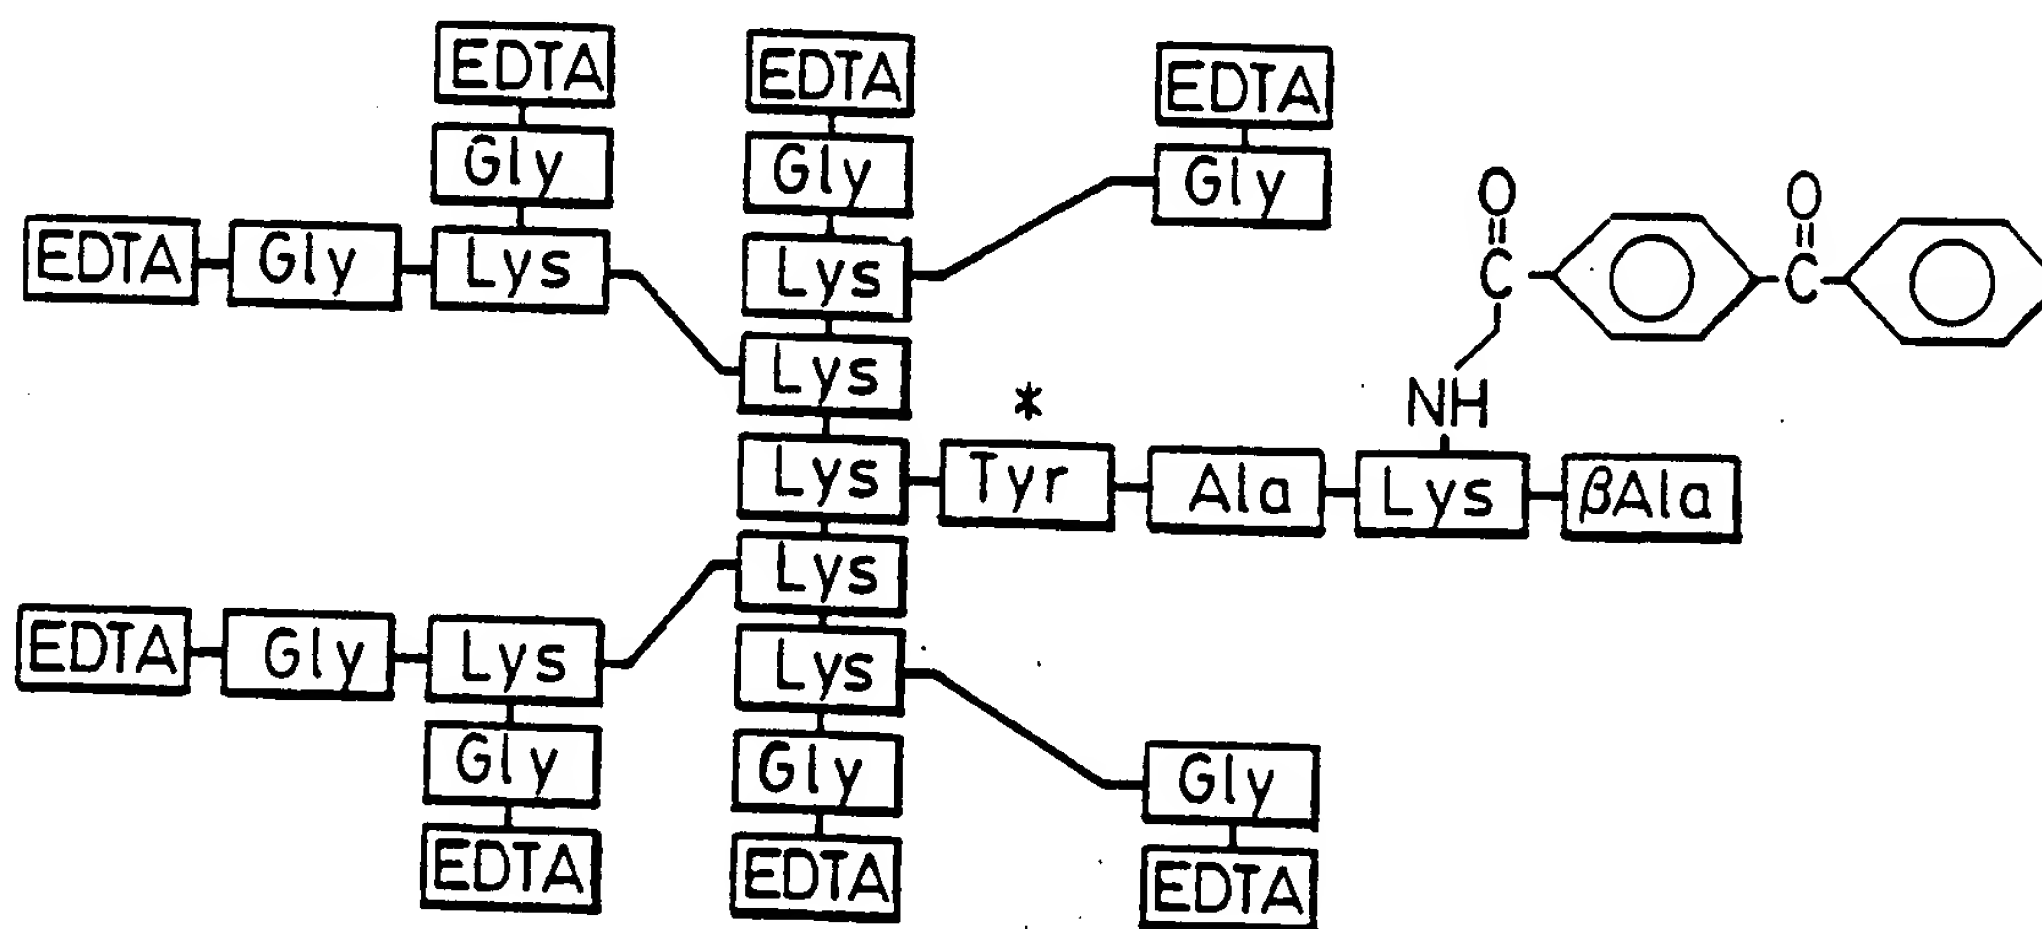 EDTA EDTA EDTA
Gly Gly Gly
EDTA Gly Lys Lys
O O
C C
Lys
*
NH
Lys Tyr Ala Lys βAla
Lys
EDTA Gly Lys Lys
Gly Gly Gly
EDTA EDTA EDTA